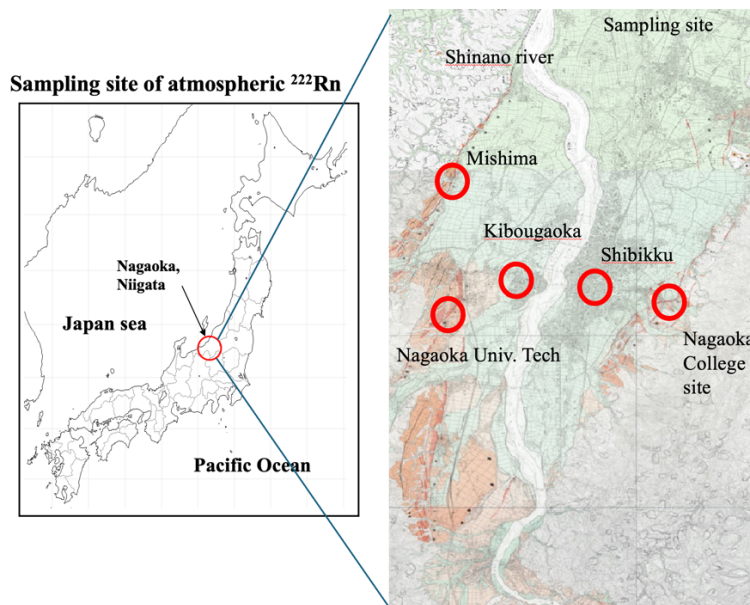 Sampling site of atmospheric ²²²Rn
Nagaoka,
Niigata
Japan sea
Pacific Ocean
Sampling site
Shinano river
Mishima
Kibougaoka
Shibikku
Nagaoka Univ. Tech
Nagaoka
College
site